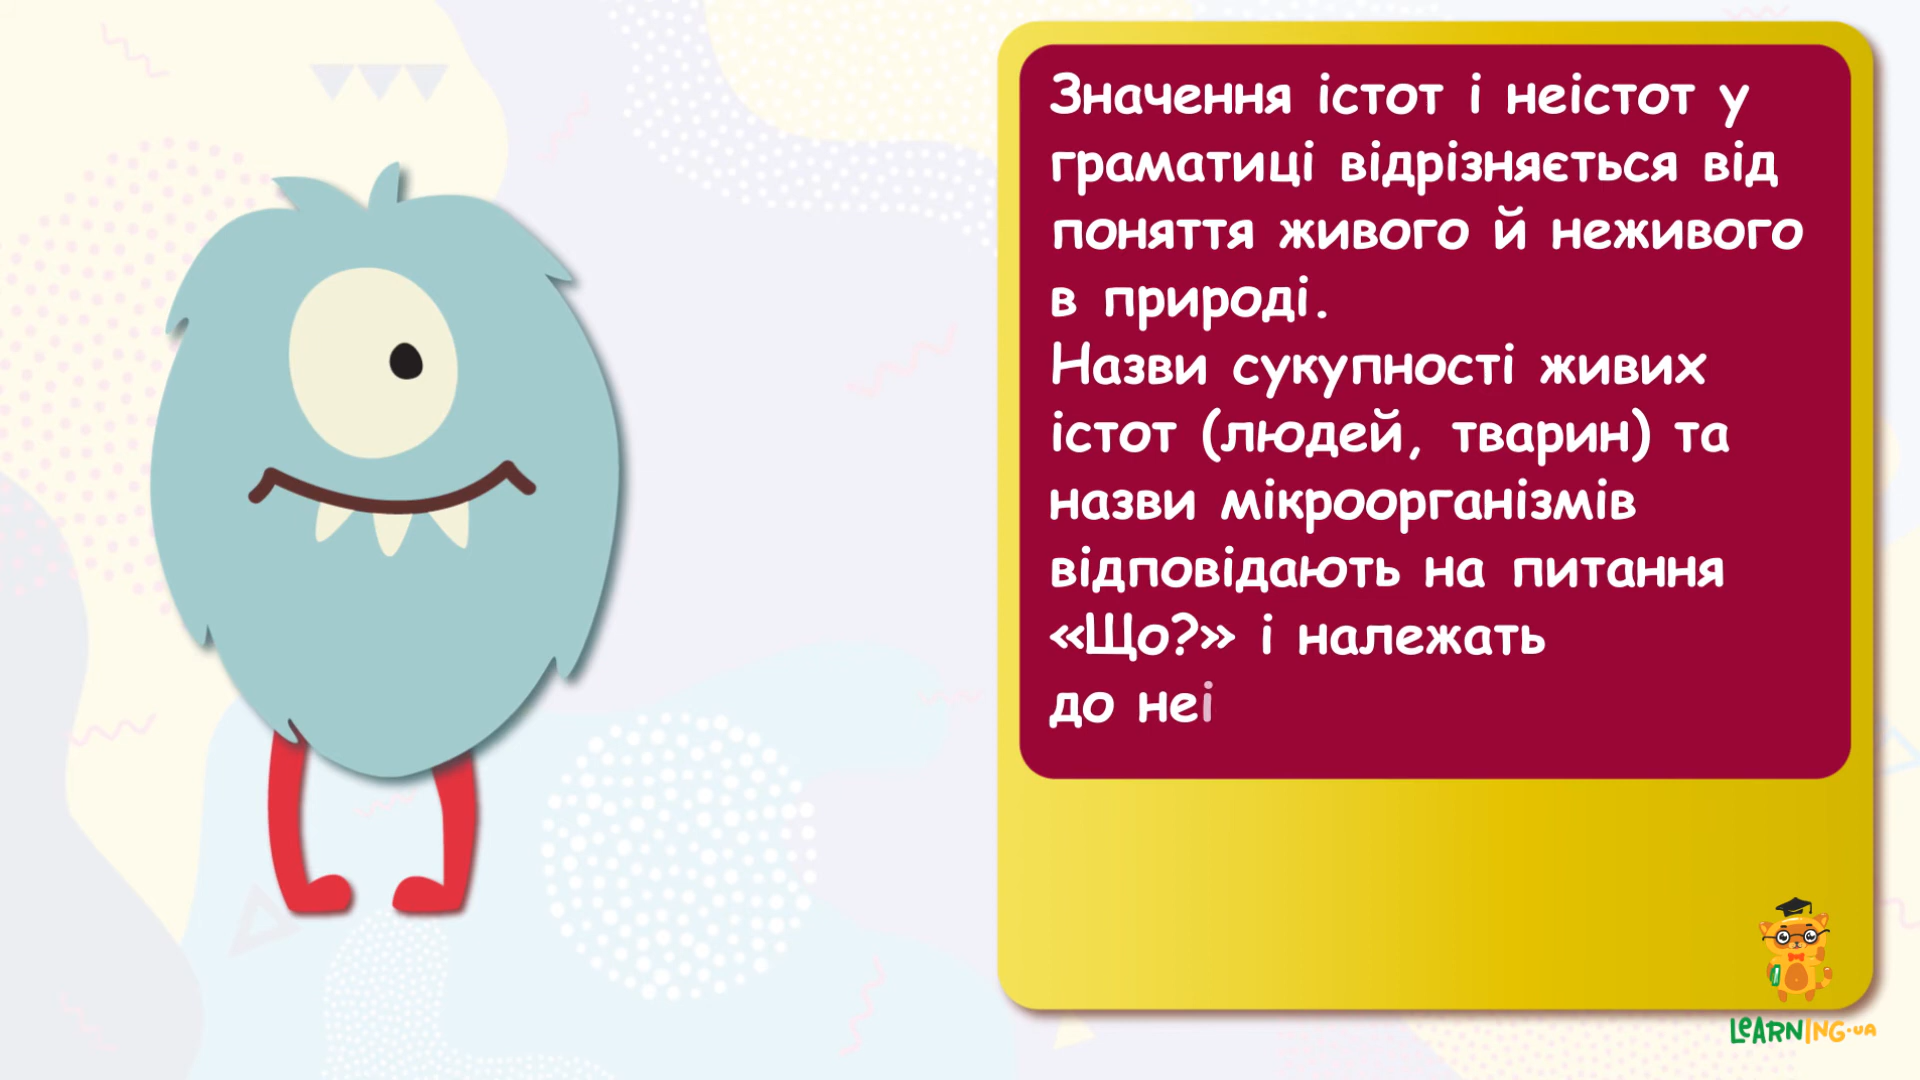 Значення істот і неістот у
граматиці відрізняється від
поняття живого й неживого
в природі.
Назви сукупності живих
істот (людей, тварин) та
назви мікроорганізмів
відповідають на питання
«Що?» і належать
до неі
LEARNING.UA